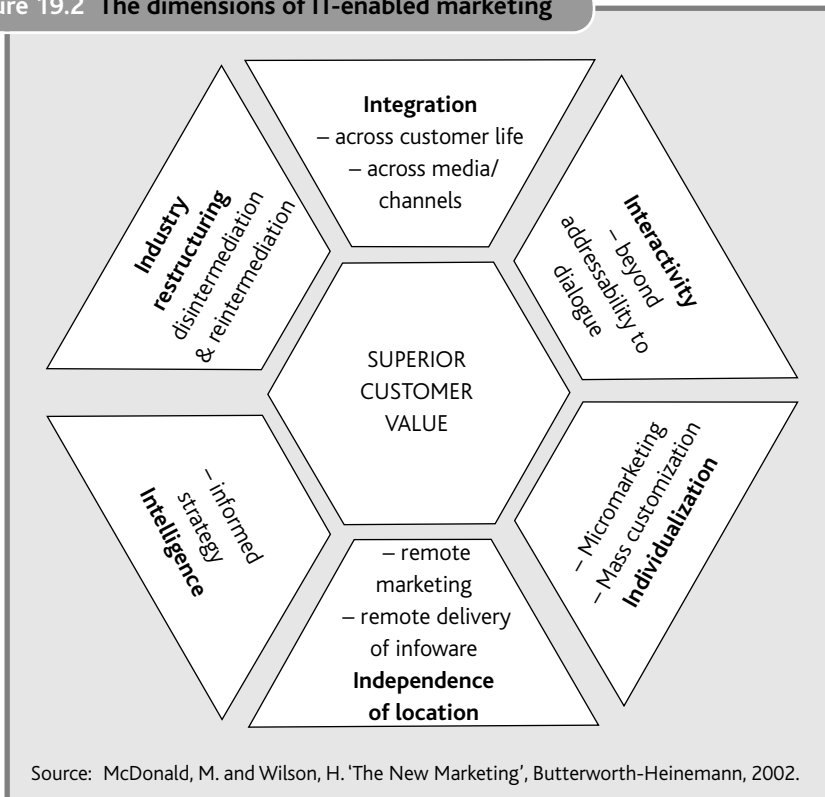 ure 19.2 The dimensions of IT-enabled marketing
Integration
– across customer life
– across media/
channels
Interactivity
– beyond
addressability to
dialogue
– Micromarketing
– Mass customization
Individualization
– remote
marketing
– remote delivery
of infoware
Independence
of location
– informed
strategy
Intelligence
Industry
restructuring
disintermediation
& reintermediation
SUPERIOR
CUSTOMER
VALUE
Source: McDonald, M. and Wilson, H. 'The New Marketing', Butterworth-Heinemann, 2002.